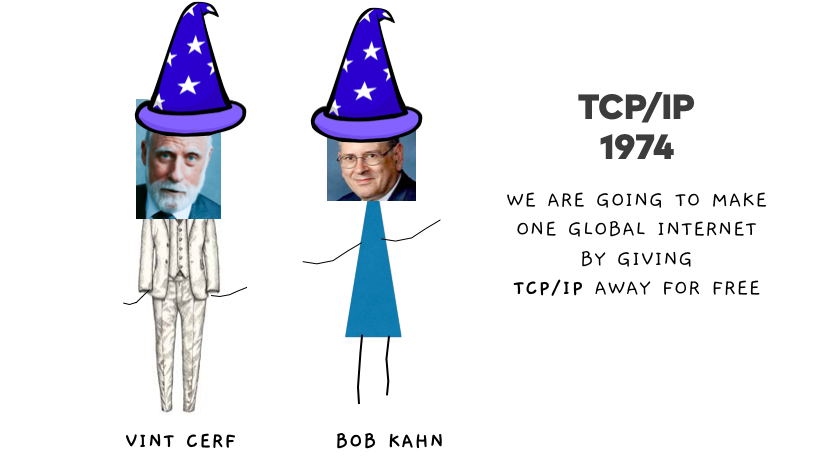 TCP/IP
1974
WE ARE GOING TO MAKE
ONE GLOBAL INTERNET
BY GIVING
TCP/IP AWAY FOR FREE
VINT CERF
BOB KAHN